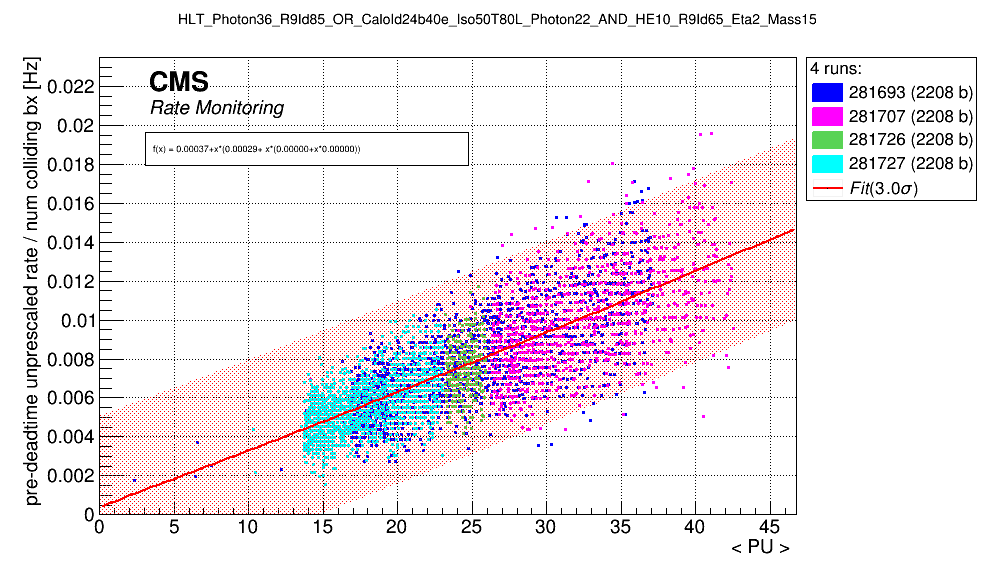 HLT_Photon36_R9Id85_OR_CaloId24b40e_Iso50T80L_Photon22_AND_HE10_R9Id65_Eta2_Mass15
pre-deadtime unprescaled rate / num colliding bx [Hz]
CMS
Rate Monitoring
f(x) = 0.00037+x*(0.00029+ x*(0.00000+x*0.00000))
4 runs:
281693 (2208 b)
281707 (2208 b)
281726 (2208 b)
281727 (2208 b)
Fit(3.0σ)
0.022
0.02
0.018
0.016
0.014
0.012
0.01
0.008
0.006
0.004
0.002
0
0 5 10 15 20 25 30 35 40 45
< PU >